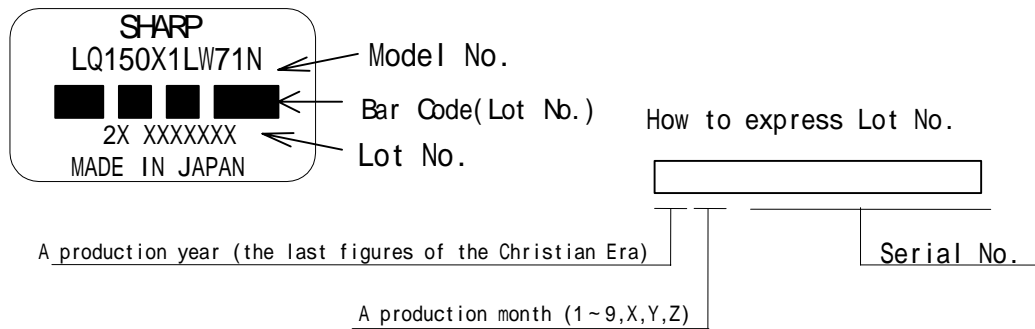 SHARP
LQ150X1LW71N
2X XXXXXXX
MADE IN JAPAN
Model No.
Bar Code(Lot No.)
Lot No.
How to express Lot No.
A production year (the last figures of the Christian Era)
Serial No.
A production month (1~9,X,Y,Z)